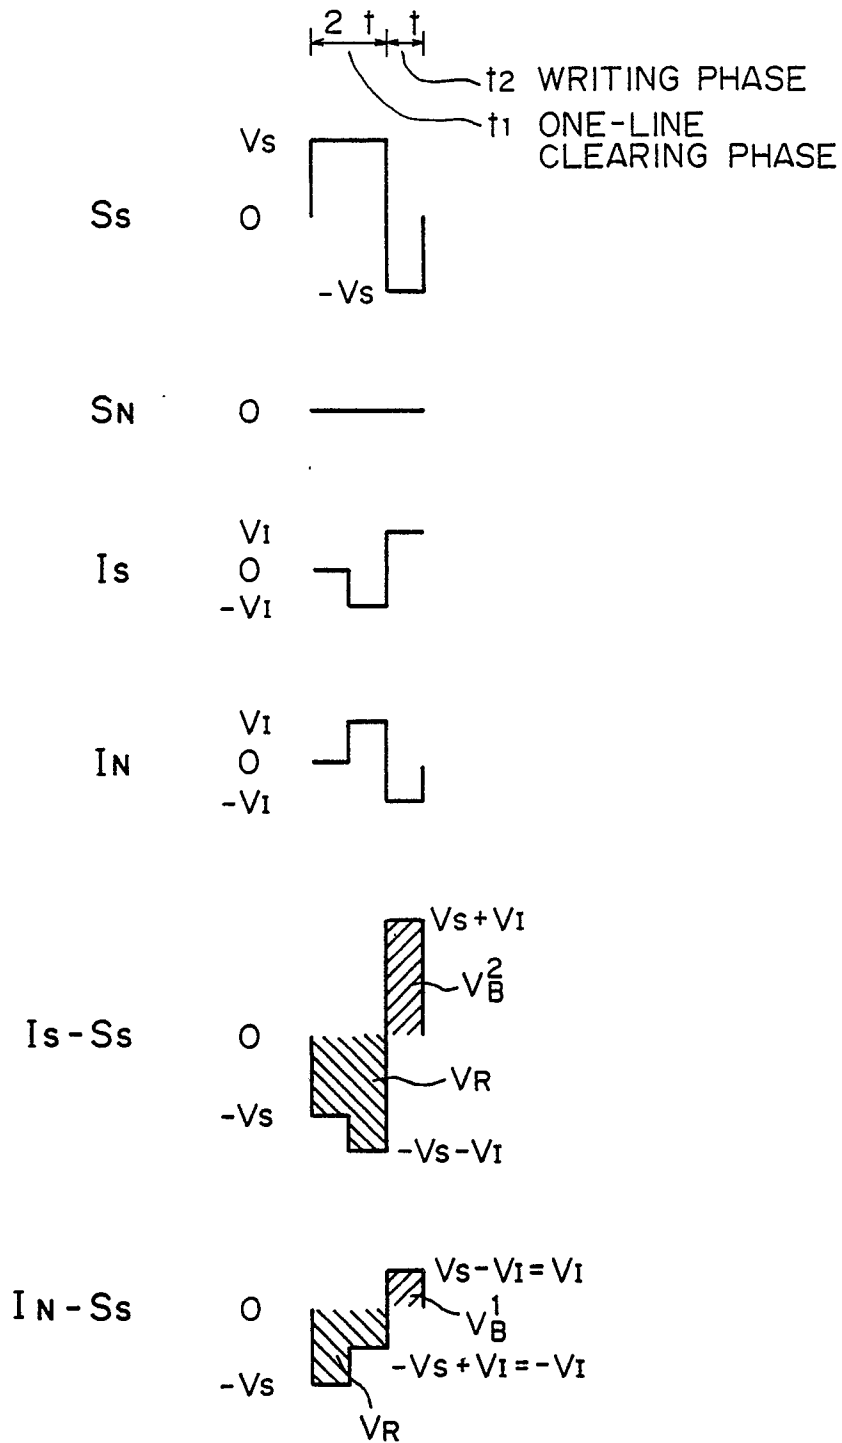 2 t t
t2 WRITING PHASE
t1 ONE-LINE
CLEARING PHASE
Vs
Ss 0
-Vs
SN 0
VI
Is 0
-VI
VI
IN 0
-VI
Vs+VI
VB2
Is-Ss 0
VR
-Vs
-Vs-VI
Vs-VI=VI
IN-Ss 0
VB1
-Vs+VI=-VI
-Vs
VR